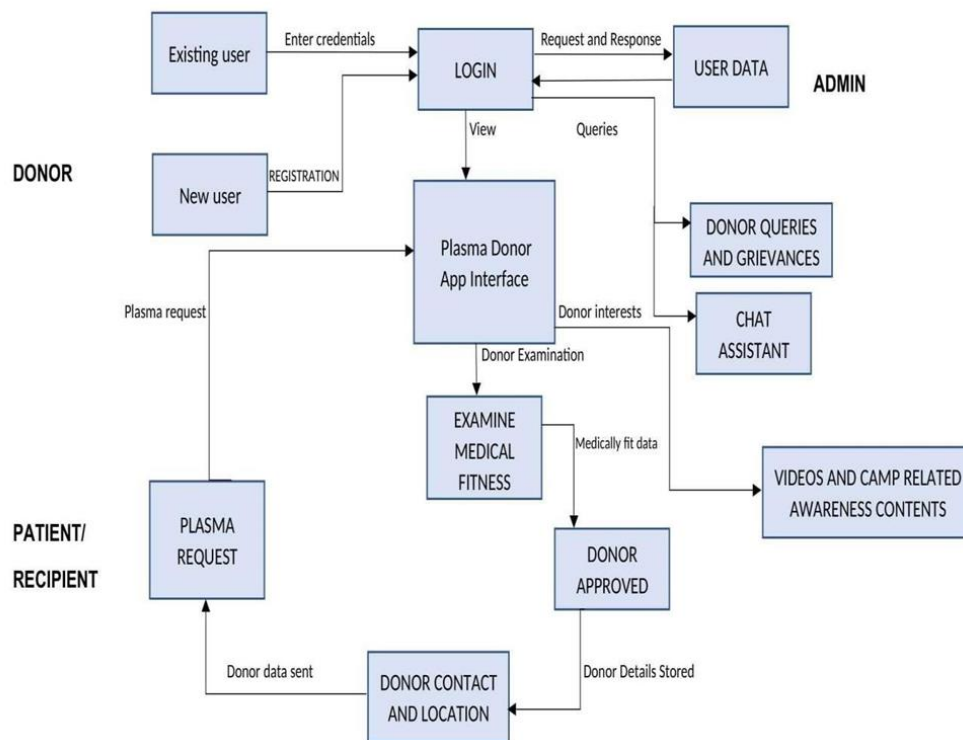 Enter credentials
Existing user
LOGIN
Request and Response
USER DATA
ADMIN
View
Queries
DONOR
REGISTRATION
New user
DONOR QUERIES
AND GRIEVANCES
Plasma Donor
App Interface
Plasma request
Donor interests
CHAT
ASSISTANT
Donor Examination
EXAMINE
MEDICAL
FITNESS
Medically fit data
VIDEOS AND CAMP RELATED
AWARENESS CONTENTS
PATIENT/
RECIPIENT
PLASMA
REQUEST
DONOR
APPROVED
Donor data sent
Donor Details Stored
DONOR CONTACT
AND LOCATION